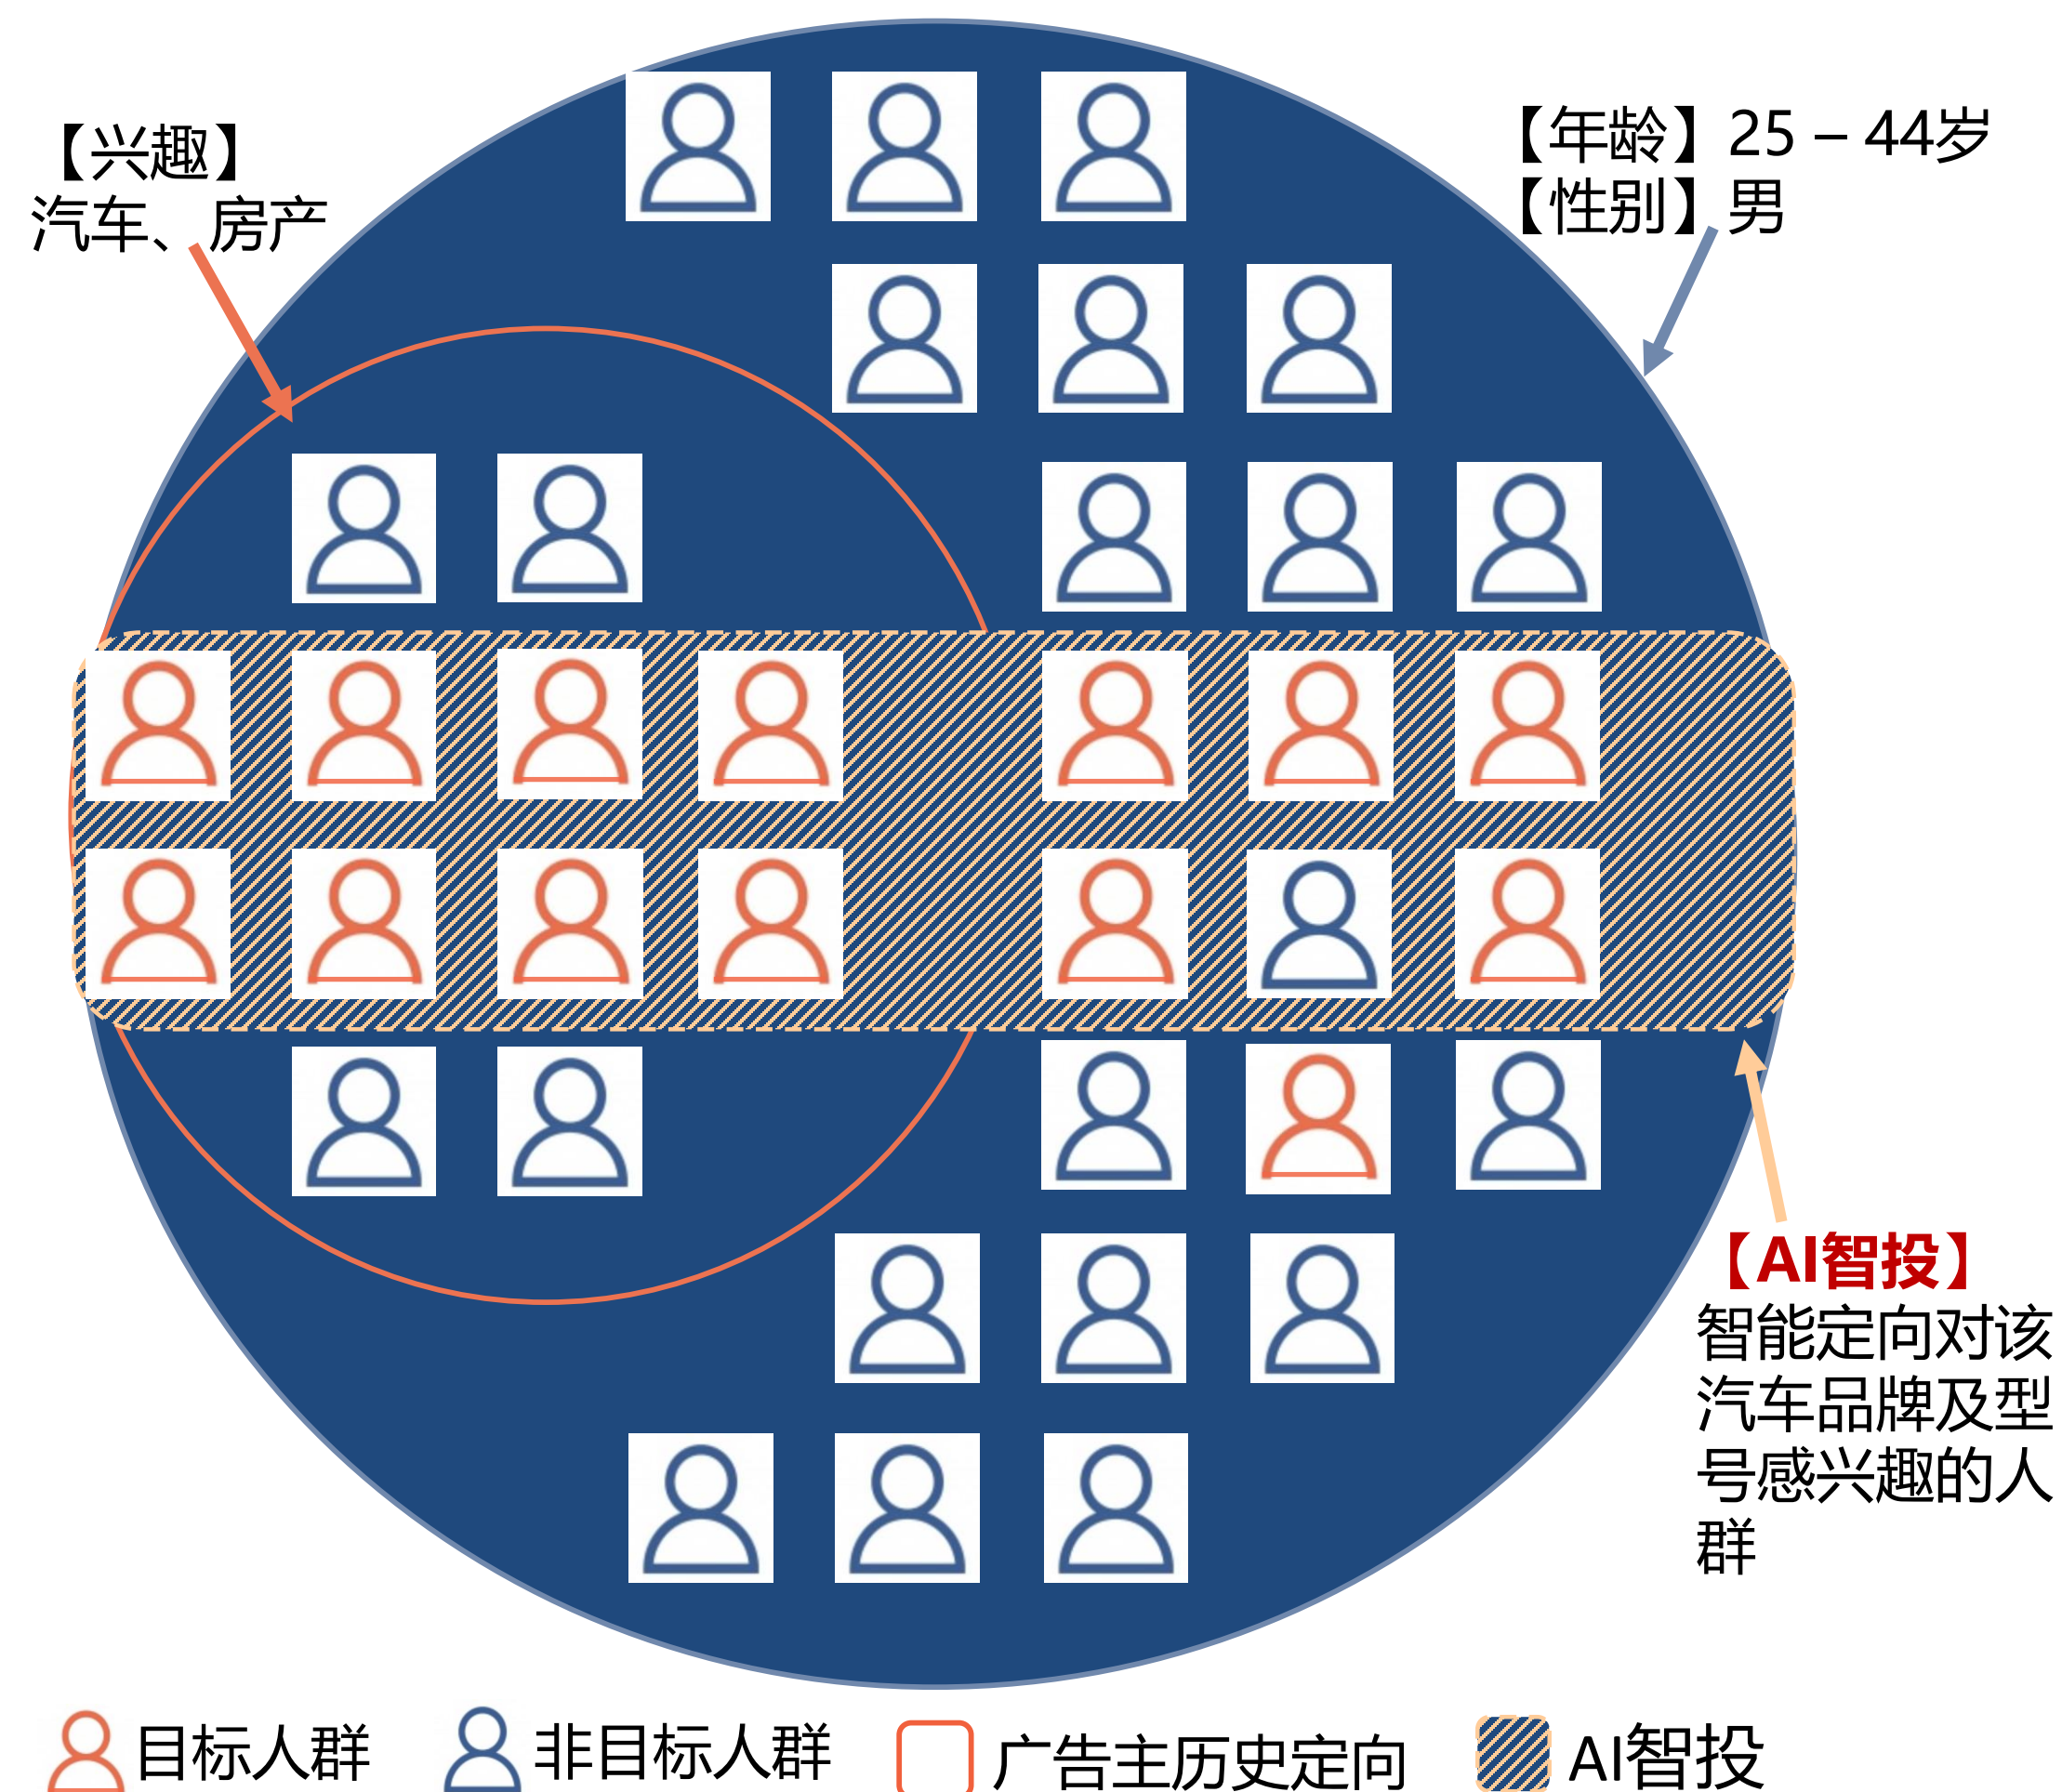 【兴趣】
汽车、房产
【年龄】25－44岁
【性别】男
【AI智投】
智能定向对该
汽车品牌及型
号感兴趣的人
群
目标人群
非目标人群
广告主历史定向
AI智投